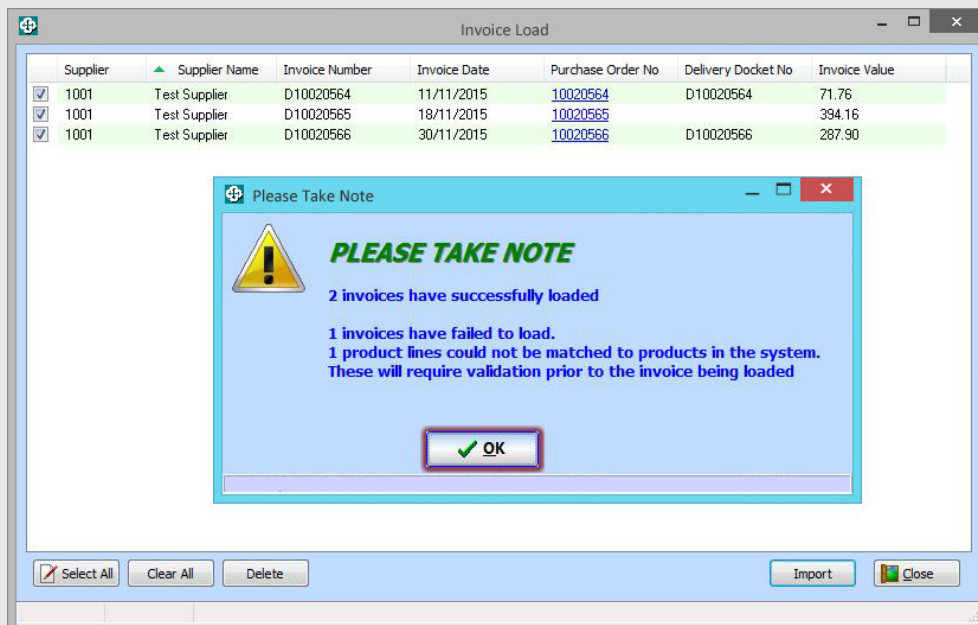 Invoice Load
Supplier Supplier Name Invoice Number Invoice Date Purchase Order No Delivery Docket No Invoice Value
1001 Test Supplier D10020564 11/11/2015 10020564 D10020564 71.76
1001 Test Supplier D10020565 18/11/2015 10020565 394.16
1001 Test Supplier D10020566 30/11/2015 10020566 D10020566 287.90
Please Take Note
PLEASE TAKE NOTE
2 invoices have successfully loaded
1 invoices have failed to load.
1 product lines could not be matched to products in the system.
These will require validation prior to the invoice being loaded
OK
Select All Clear All Delete Import Close